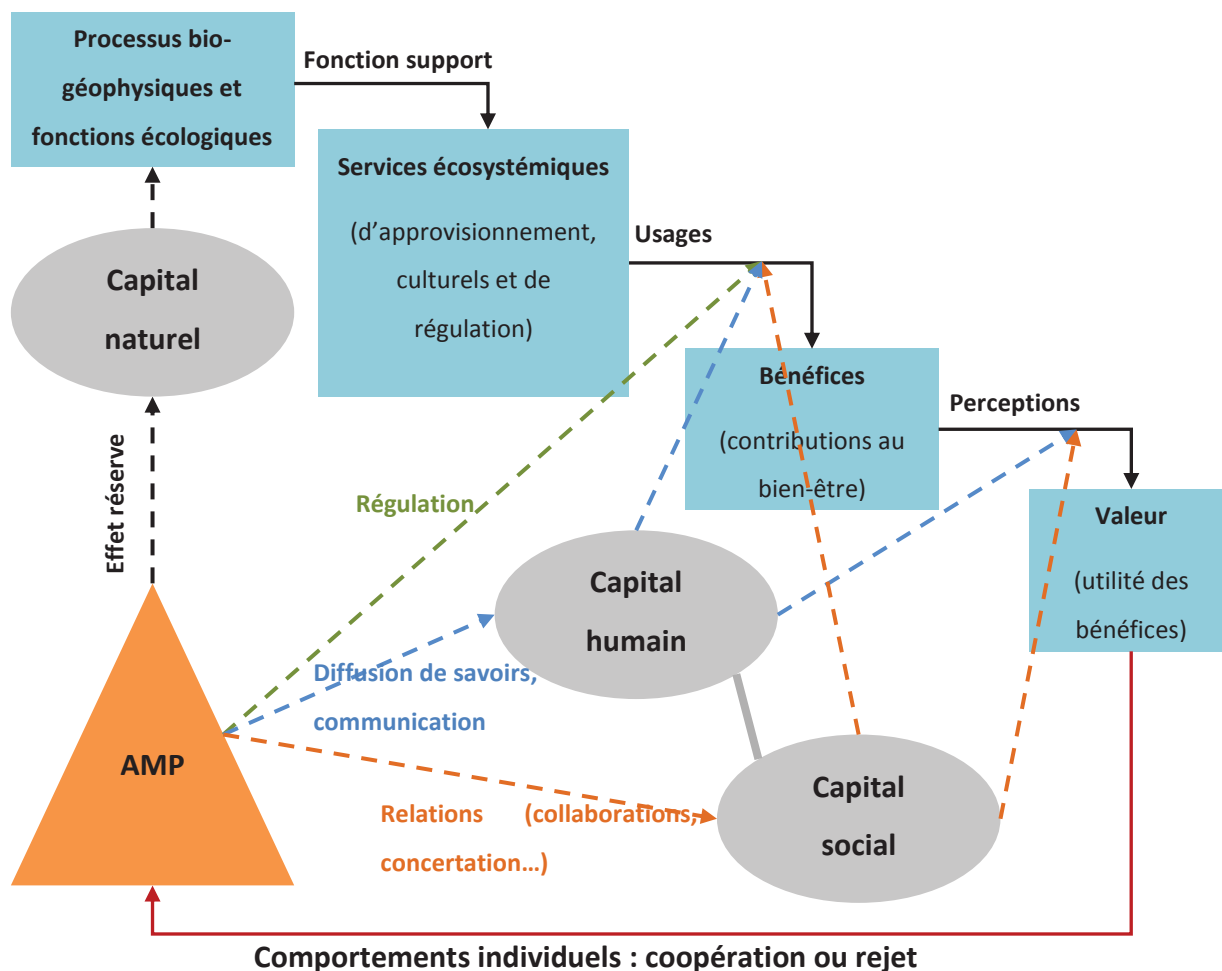 Processus bio-
géophysiques et
fonctions écologiques
Fonction support
Services écosystémiques
(d'approvisionnement,
culturels et de
régulation)
Usages
Capital
naturel
Bénéfices
(contributions au
bien-être)
Perceptions
Effet réserve
Régulation
Valeur
(utilité des
bénéfices)
Capital
humain
Diffusion de savoirs,
communication
AMP
Capital
social
Relations (collaborations,
concertation…)
Comportements individuels : coopération ou rejet